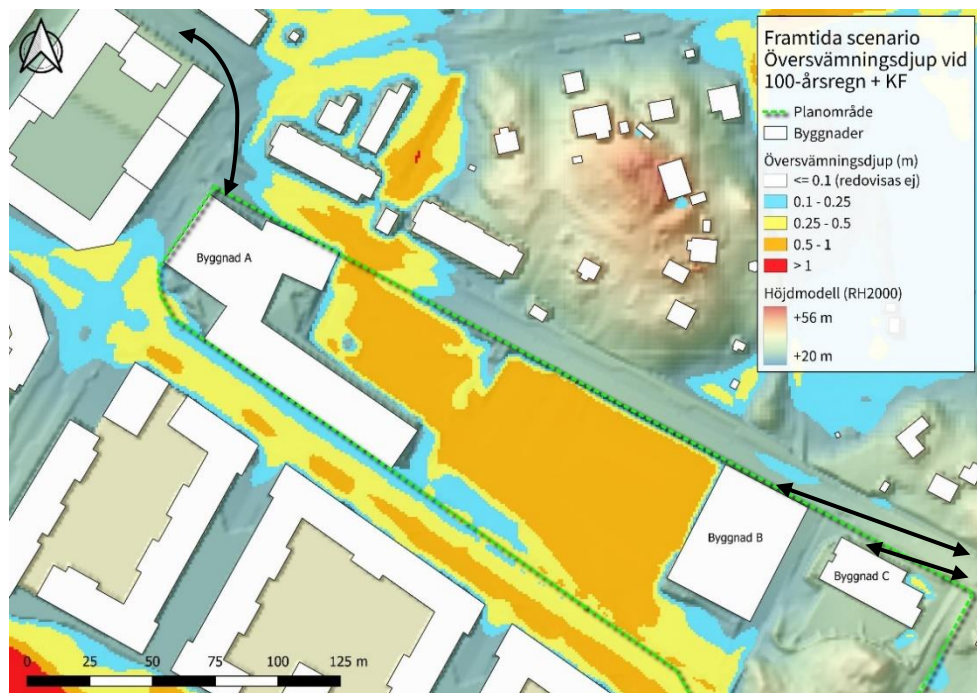 Framtida scenario
Översvämningsdjup vid
100-årsregn + KF
Planområde
Byggnader
Översvämningsdjup (m)
<= 0.1 (redovisas ej)
0.1 - 0.25
0.25 - 0.5
0.5 - 1
> 1
Höjdmodell (RH2000)
+56 m
+20 m
Byggnad A
Byggnad B
Byggnad C
0 25 50 75 100 125 m